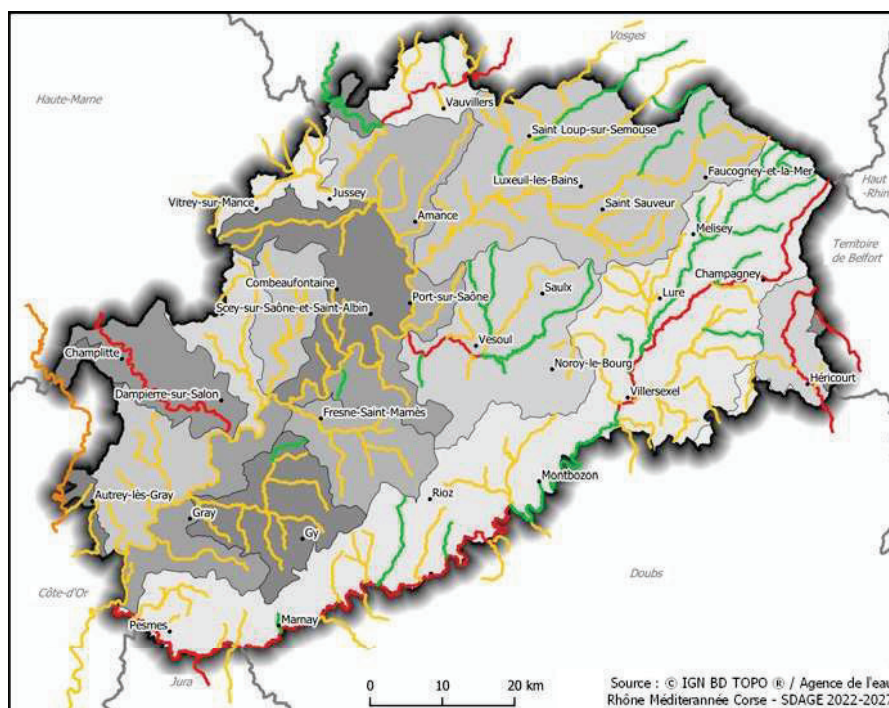 Vosges
Haute-Marne
Vauvillers
Saint Loup-sur-Semouse
Faucogney-et-la-Mer
Luxeuil-les-Bains
Haut
-Rhin
Jussey
Vitrey-sur-Mance
Saint Sauveur
Amance
Melisey
Territoire
de Belfort
Champagney
Combeaufontaine
Port-sur-Saône
Saulx
Lure
Scey-sur-Saône-et-Saint-Albin
Vesoul
Champlitte
Noroy-le-Bourg
Héricourt
Dampierre-sur-Salon
Villersexel
Fresne-Saint-Mamès
Montbozon
Autrey-lès-Gray
Rioz
Gray
Gy
Doubs
Côte-d'Or
Pesmes
Marnay
Jura
0 10 20 km
Source : © IGN BD TOPO ® / Agence de l'eau
Rhône Méditerannée Corse - SDAGE 2022-2027